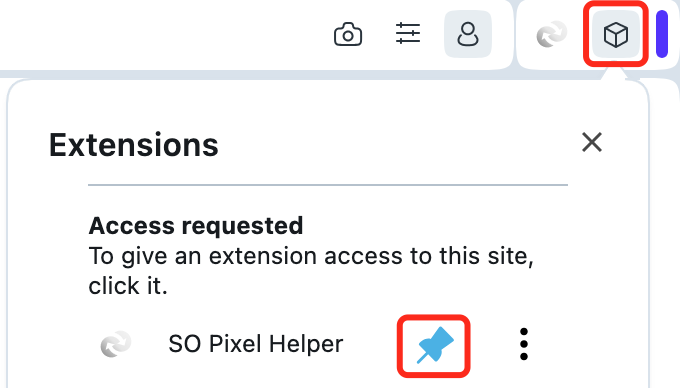 Extensions
Access requested
To give an extension access to this site,
click it.
SO Pixel Helper